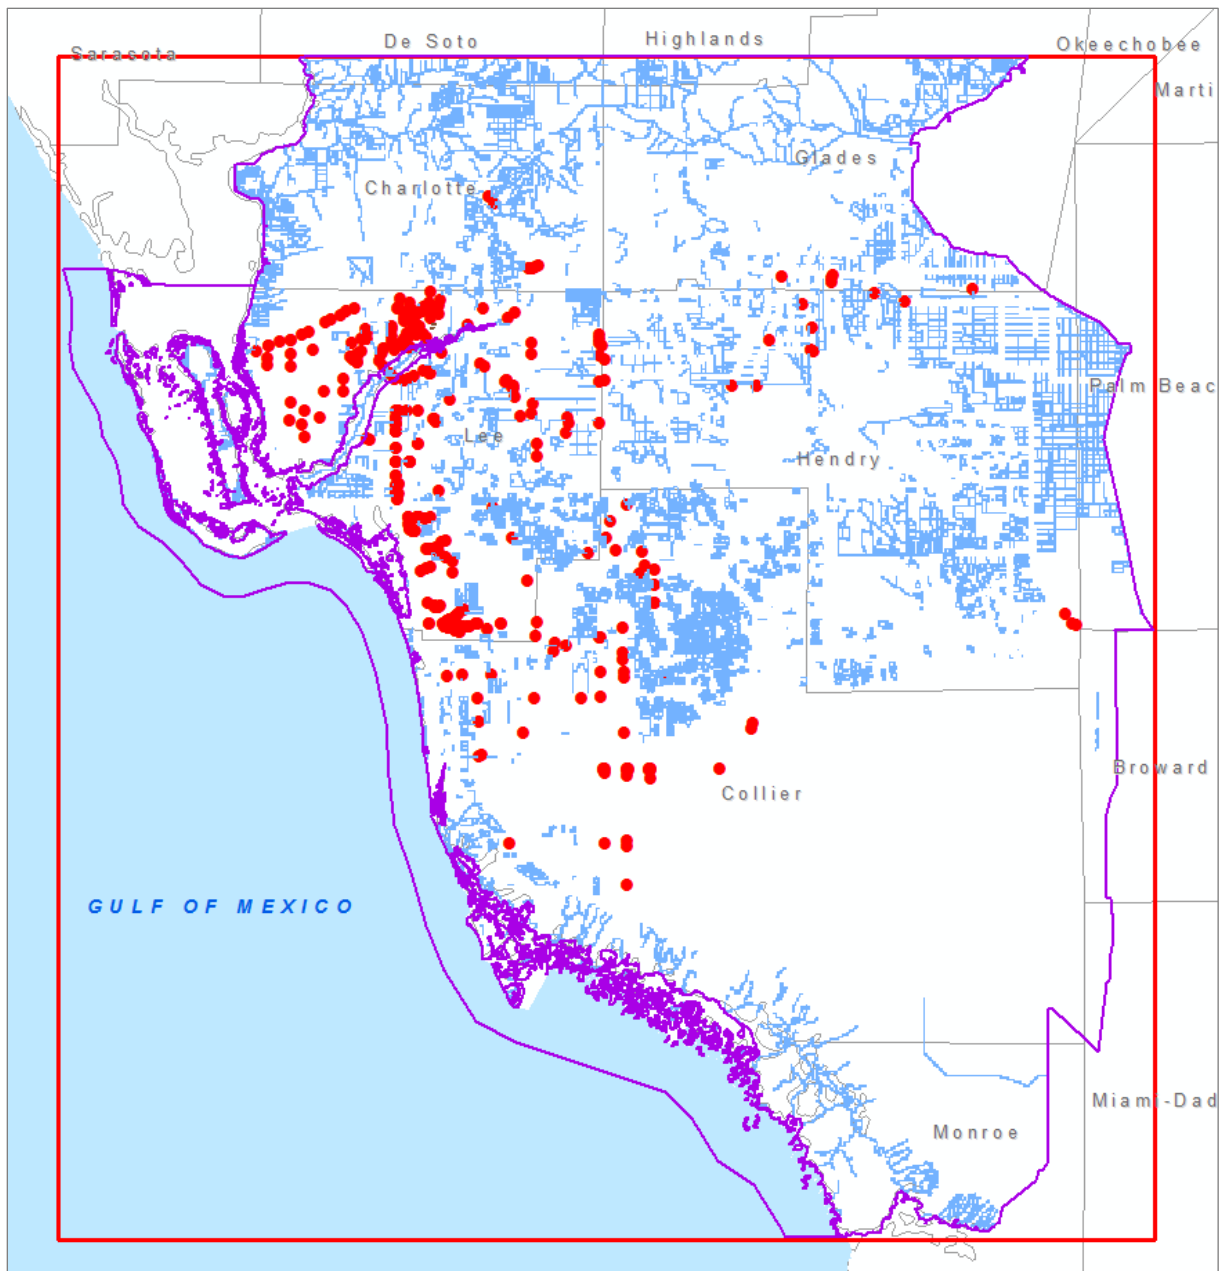 De Soto
Highlands
Okeechobee
Sarasota
Marti
Glades
Charlotte
Palm Beac
Lee
Hendry
Broward
Collier
GULF OF MEXICO
Miami-Dad
Monroe